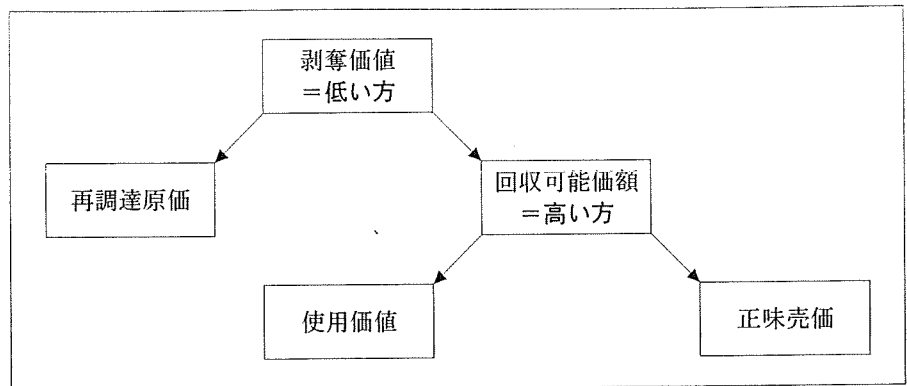 剥奪価値
＝低い方
再調達原価
回収可能価額
＝高い方
使用価値
正味売価